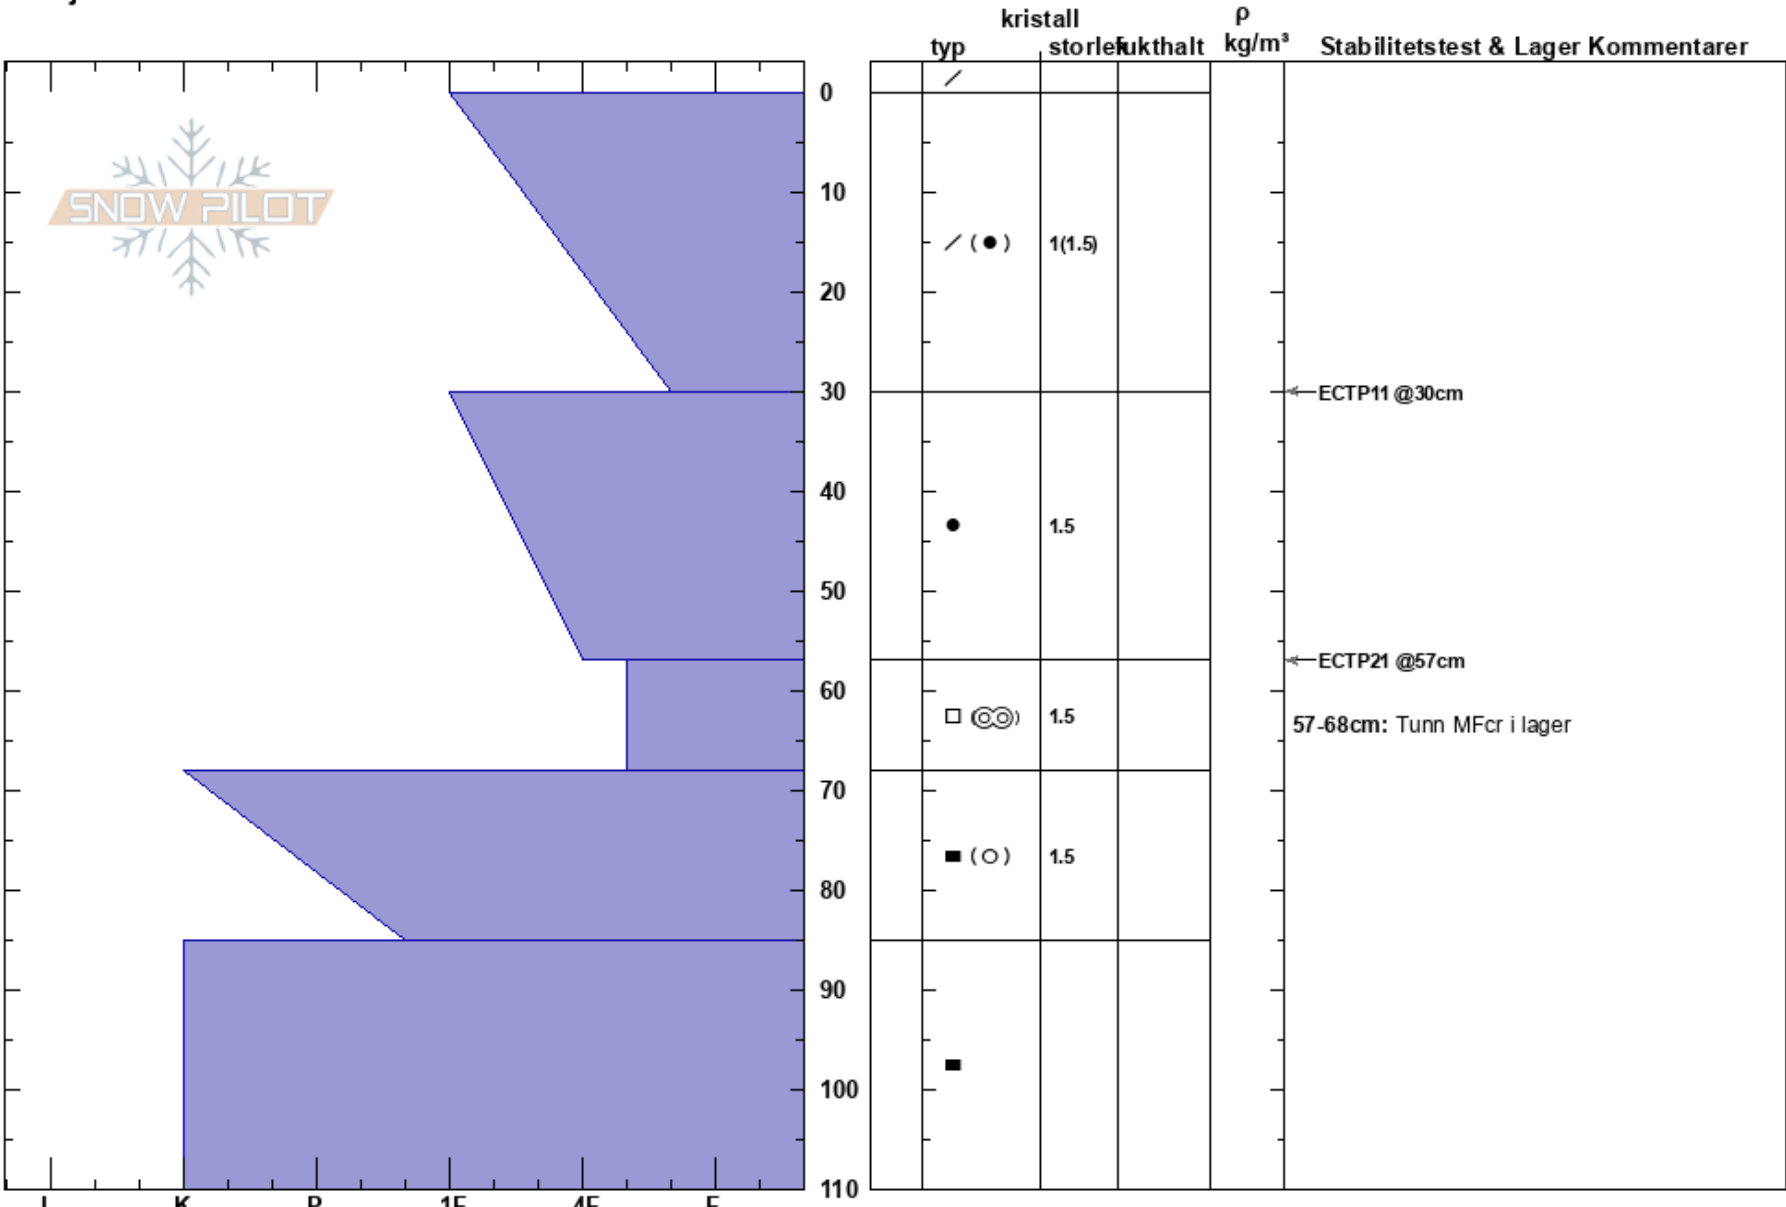 kristall
ρ
typ
storlek
fukthalt
kg/m³
Stabilitetstest & Lager Kommentarer
SNOW PILOT
0
10
1(1.5)
20
30
ECTP11 @30cm
40
1.5
50
ECTP21 @57cm
60
1.5
57-68cm: Tunn MFcr i lager
70
1.5
80
90
100
110
I K P 1F 4F F